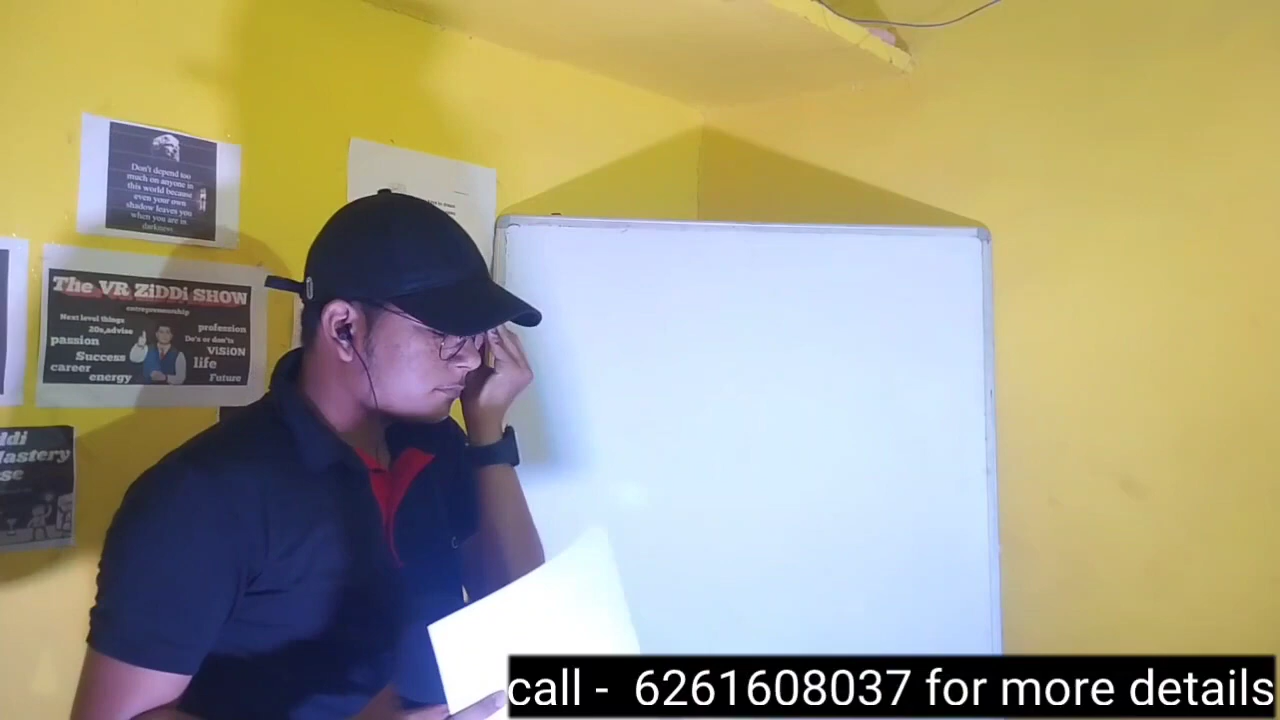 Don't depend too
much on anyone in
this world because
even your own
shadow leaves you
when you are in
darkness.
The VR ZiDDi SHOW
entrepreneurship
Next level things
20s,advise
profession
passion
Do's or don'ts
Success
ViSiON
career
life
energy
Future
ddi
Mastery
se
call - 6261608037 for more details